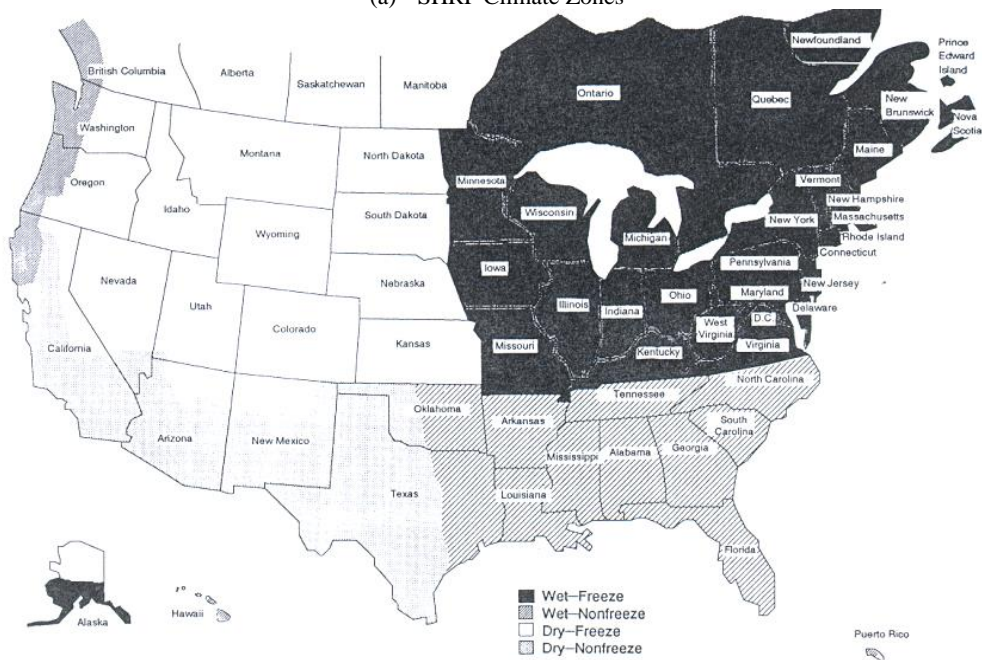 (a) SHRP Climate Zones
Newfoundland
Prince
Edward
Island
British Columbia
Alberta
Saskatchewan
Manitoba
Ontario
Quebec
New
Brunswick
Nova
Scotia
Washington
Montana
North Dakota
Minnesota
Maine
Oregon
Idaho
Vermont
New Hampshire
South Dakota
Wisconsin
New York
Massachusetts
Wyoming
Michigan
Rhode Island
Connecticut
Iowa
Pennsylvania
Nevada
Nebraska
New Jersey
Utah
Illinois
Indiana
Ohio
Maryland
Delaware
Colorado
West
Virginia
D.C.
California
Kansas
Missouri
Kentucky
Virginia
North Carolina
Tennessee
Oklahoma
Arkansas
South
Carolina
Arizona
New Mexico
Mississippi
Alabama
Georgia
Texas
Louisiana
Florida
Alaska
Hawaii
Wet–Freeze
Wet–Nonfreeze
Dry–Freeze
Dry–Nonfreeze
Puerto Rico